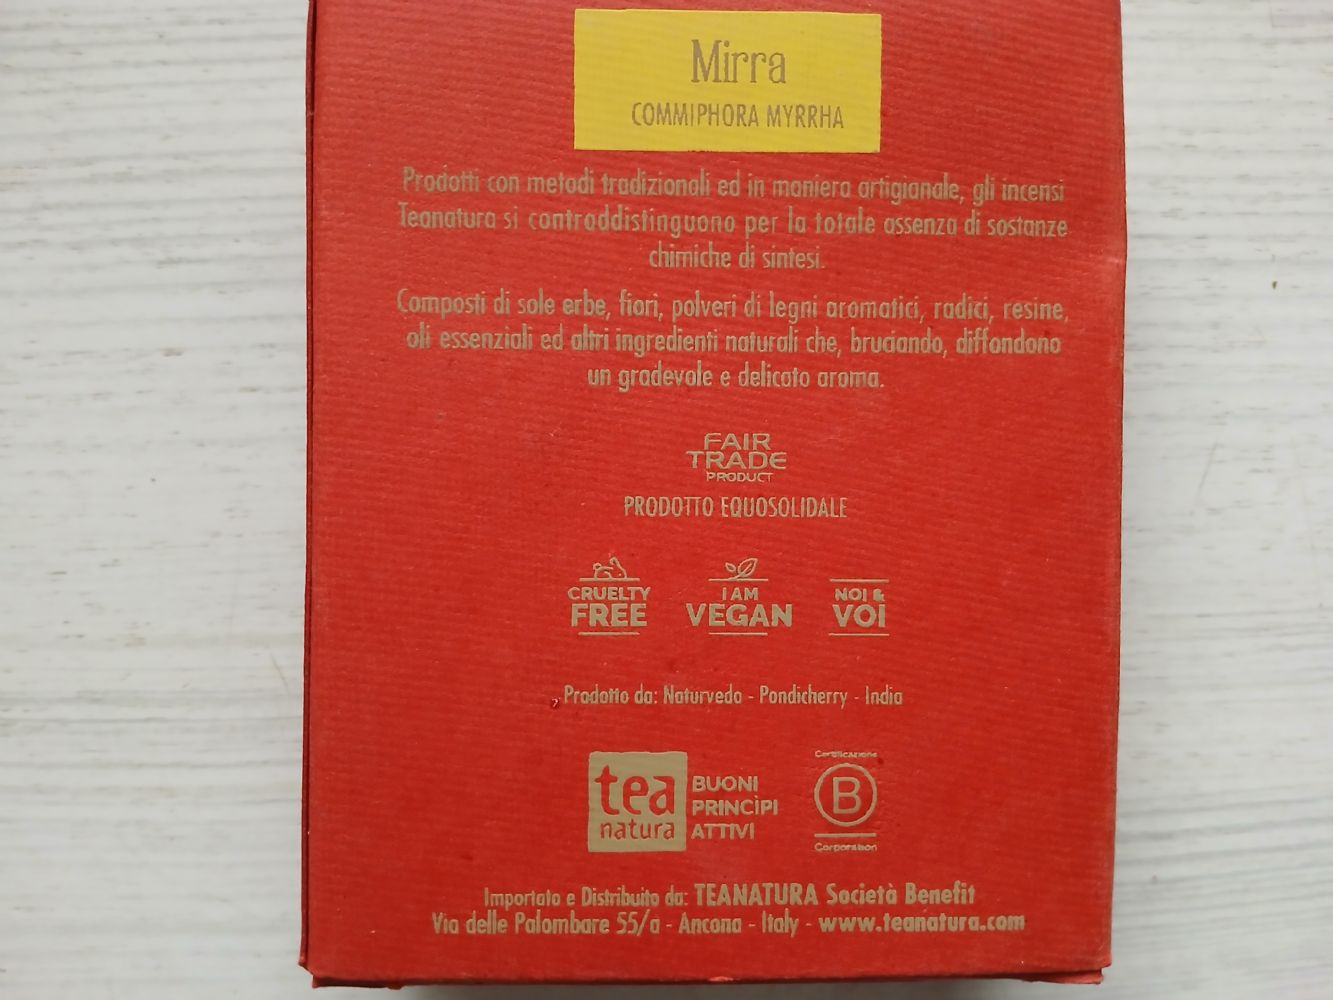 Mirra
COMMIPHORA MYRRHA
Prodotti con metodi tradizionali ed in maniera artigianale, gli incensi
Teanatura si contraddistinguono per la totale assenza di sostanze
chimiche di sintesi.
Composti di sole erbe, fiori, polveri di legni aromatici, radici, resine,
oli essenziali ed altri ingredienti naturali che, bruciando, diffondono
un gradevole e delicato aroma.
FAIR
TRADE
PRODUCT
PRODOTTO EQUOSOLIDALE
CRUELTY
FREE
I AM
VEGAN
NOI &
VOI
Prodotto da: Naturveda - Pondicherry - India
tea
natura
BUONI
PRINCÌPI
ATTIVI
Certificazione
B
Corporation
Importato e Distribuito da: TEANATURA Società Benefit
Via delle Palombare 55/a - Ancona - Italy - www.teanatura.com